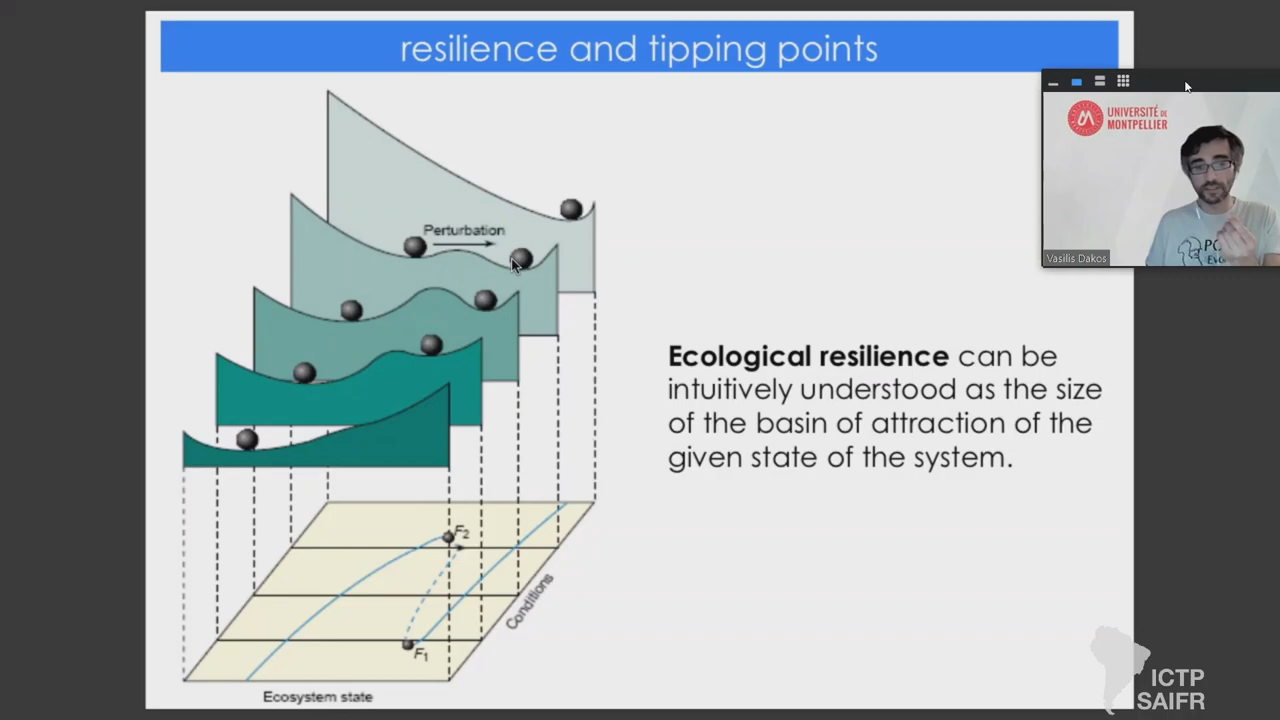 resilience and tipping points
UNIVERSITÉ DE
MONTPELLIER
Vasilis Dakos
Perturbation
Ecological resilience can be
intuitively understood as the size
of the basin of attraction of the
given state of the system.
F2
F1
Conditions
Ecosystem state
ICTP
SAIFR